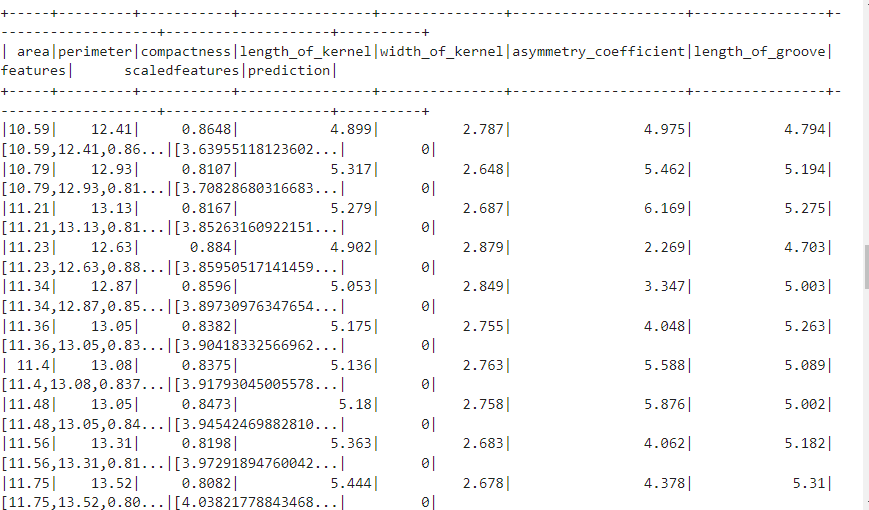 +-----+---------+-----------+----------------+---------------+----------------------+----------------+-
-------------------+--------------------+----------+
| area|perimeter|compactness|length_of_kernel|width_of_kernel|asymmetry_coefficient|length_of_groove|
features|      scaledfeatures|prediction|
+-----+---------+-----------+----------------+---------------+----------------------+----------------+-
-------------------+--------------------+----------+
|10.59|    12.41|     0.8648|           4.899|          2.787|                4.975|           4.794|
[10.59,12.41,0.86...|[3.63955118123602...|         0|
|10.79|    12.93|     0.8107|           5.317|          2.648|                5.462|           5.194|
[10.79,12.93,0.81...|[3.70828680316683...|         0|
|11.21|    13.13|     0.8167|           5.279|          2.687|                6.169|           5.275|
[11.21,13.13,0.81...|[3.85263160922151...|         0|
|11.23|    12.63|      0.884|           4.902|          2.879|                2.269|           4.703|
[11.23,12.63,0.88...|[3.85950517141459...|         0|
|11.34|    12.87|     0.8596|           5.053|          2.849|                3.347|           5.003|
[11.34,12.87,0.85...|[3.89730976347654...|         0|
|11.36|    13.05|     0.8382|           5.175|          2.755|                4.048|           5.263|
[11.36,13.05,0.83...|[3.90418332566962...|         0|
| 11.4|    13.08|     0.8375|           5.136|          2.763|                5.588|           5.089|
[11.4,13.08,0.837...|[3.91793045005578...|         0|
|11.48|    13.05|     0.8473|            5.18|          2.758|                5.876|           5.002|
[11.48,13.05,0.84...|[3.94542469882810...|         0|
|11.56|    13.31|     0.8198|           5.363|          2.683|                4.062|           5.182|
[11.56,13.31,0.81...|[3.97291894760042...|         0|
|11.75|    13.52|     0.8082|           5.444|          2.678|                4.378|            5.31|
[11.75,13.52,0.80...|[4.03821778843468...|         0|